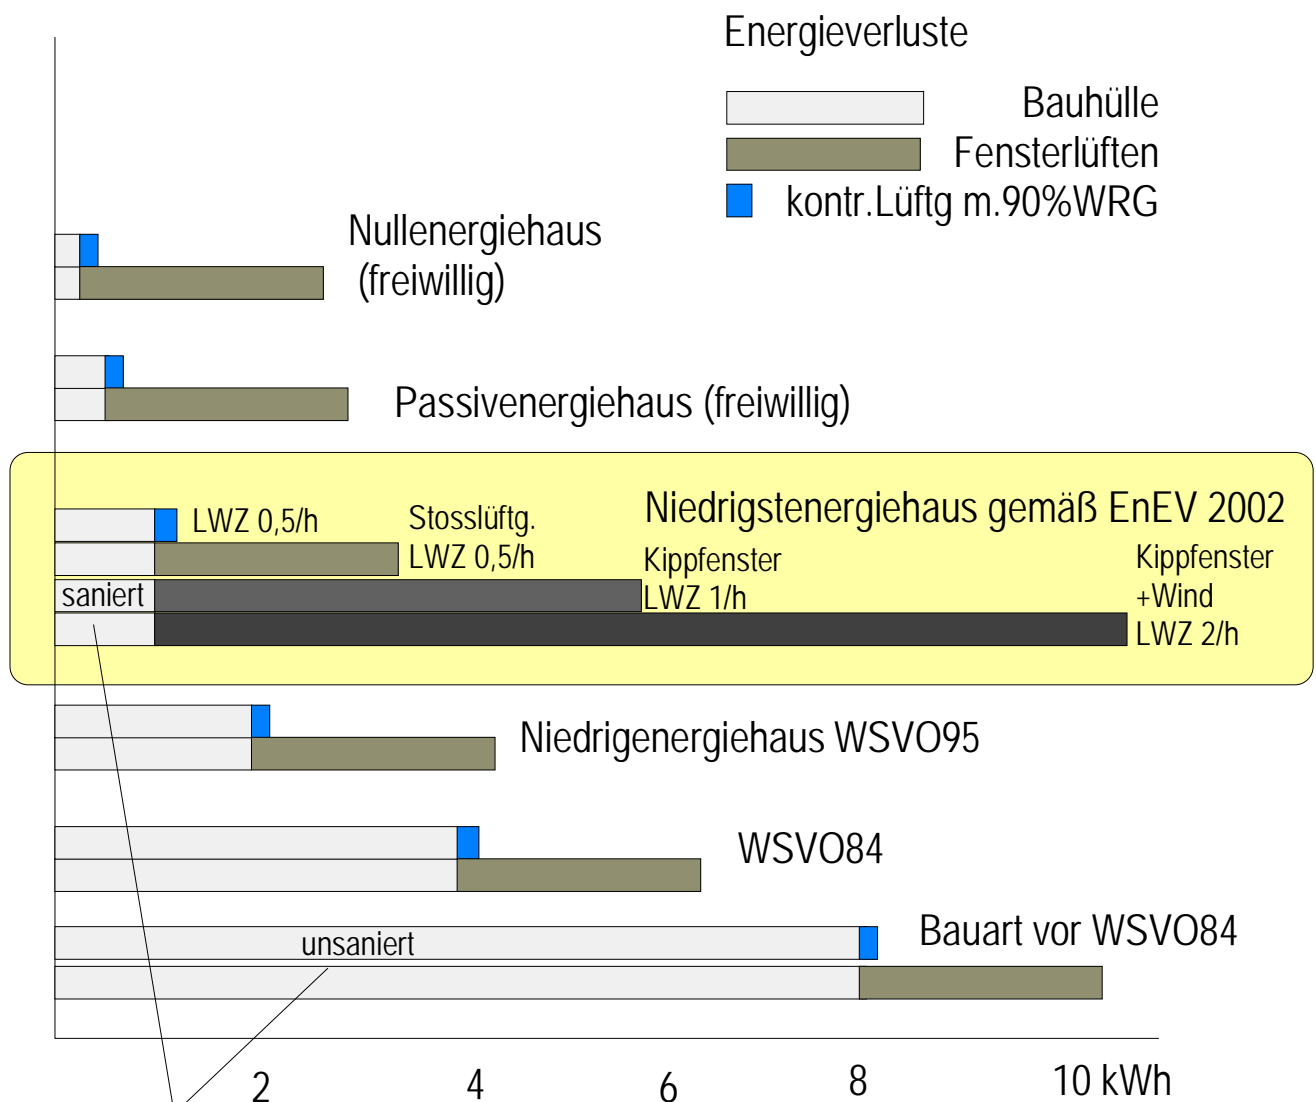 Energieverluste
Bauhülle
Fensterlüften
kontr.Lüftg m.90%WRG
Nullenergiehaus
(freiwillig)
Passivenergiehaus (freiwillig)
Niedrigstenergiehaus gemäß EnEV 2002
LWZ 0,5/h
Stosslüftg.
LWZ 0,5/h
Kippfenster
LWZ 1/h
Kippfenster
+Wind
LWZ 2/h
saniert
Niedrigenergiehaus WSVO95
WSVO84
Bauart vor WSVO84
unsaniert
2 4 6 8 10 kWh